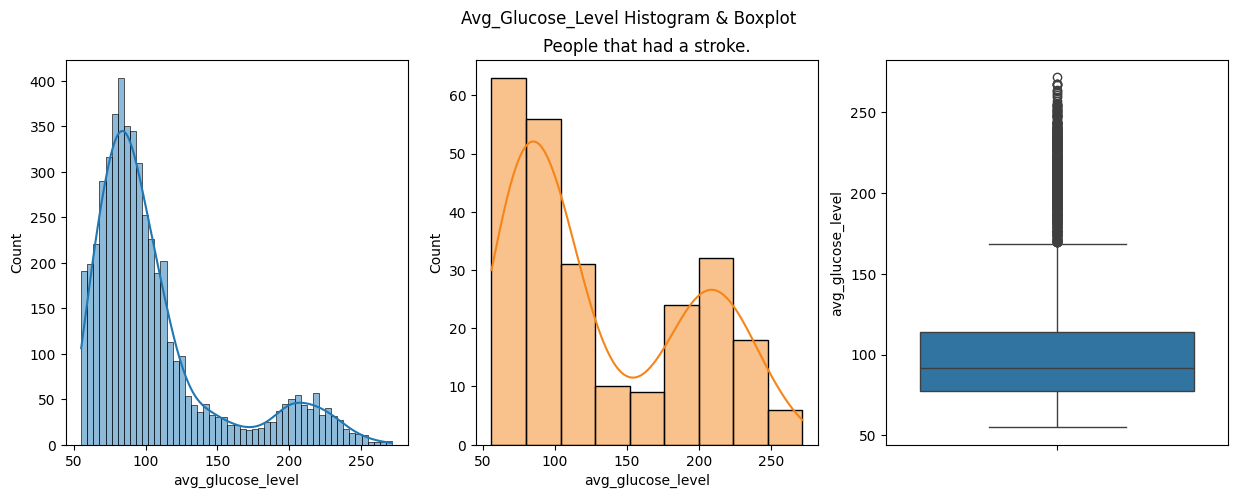 Avg_Glucose_Level Histogram & Boxplot
People that had a stroke.
Count
400
350
300
250
200
150
100
50
0
50 100 150 200 250
avg_glucose_level
Count
60
50
40
30
20
10
0
50 100 150 200 250
avg_glucose_level
avg_glucose_level
250
200
150
100
50